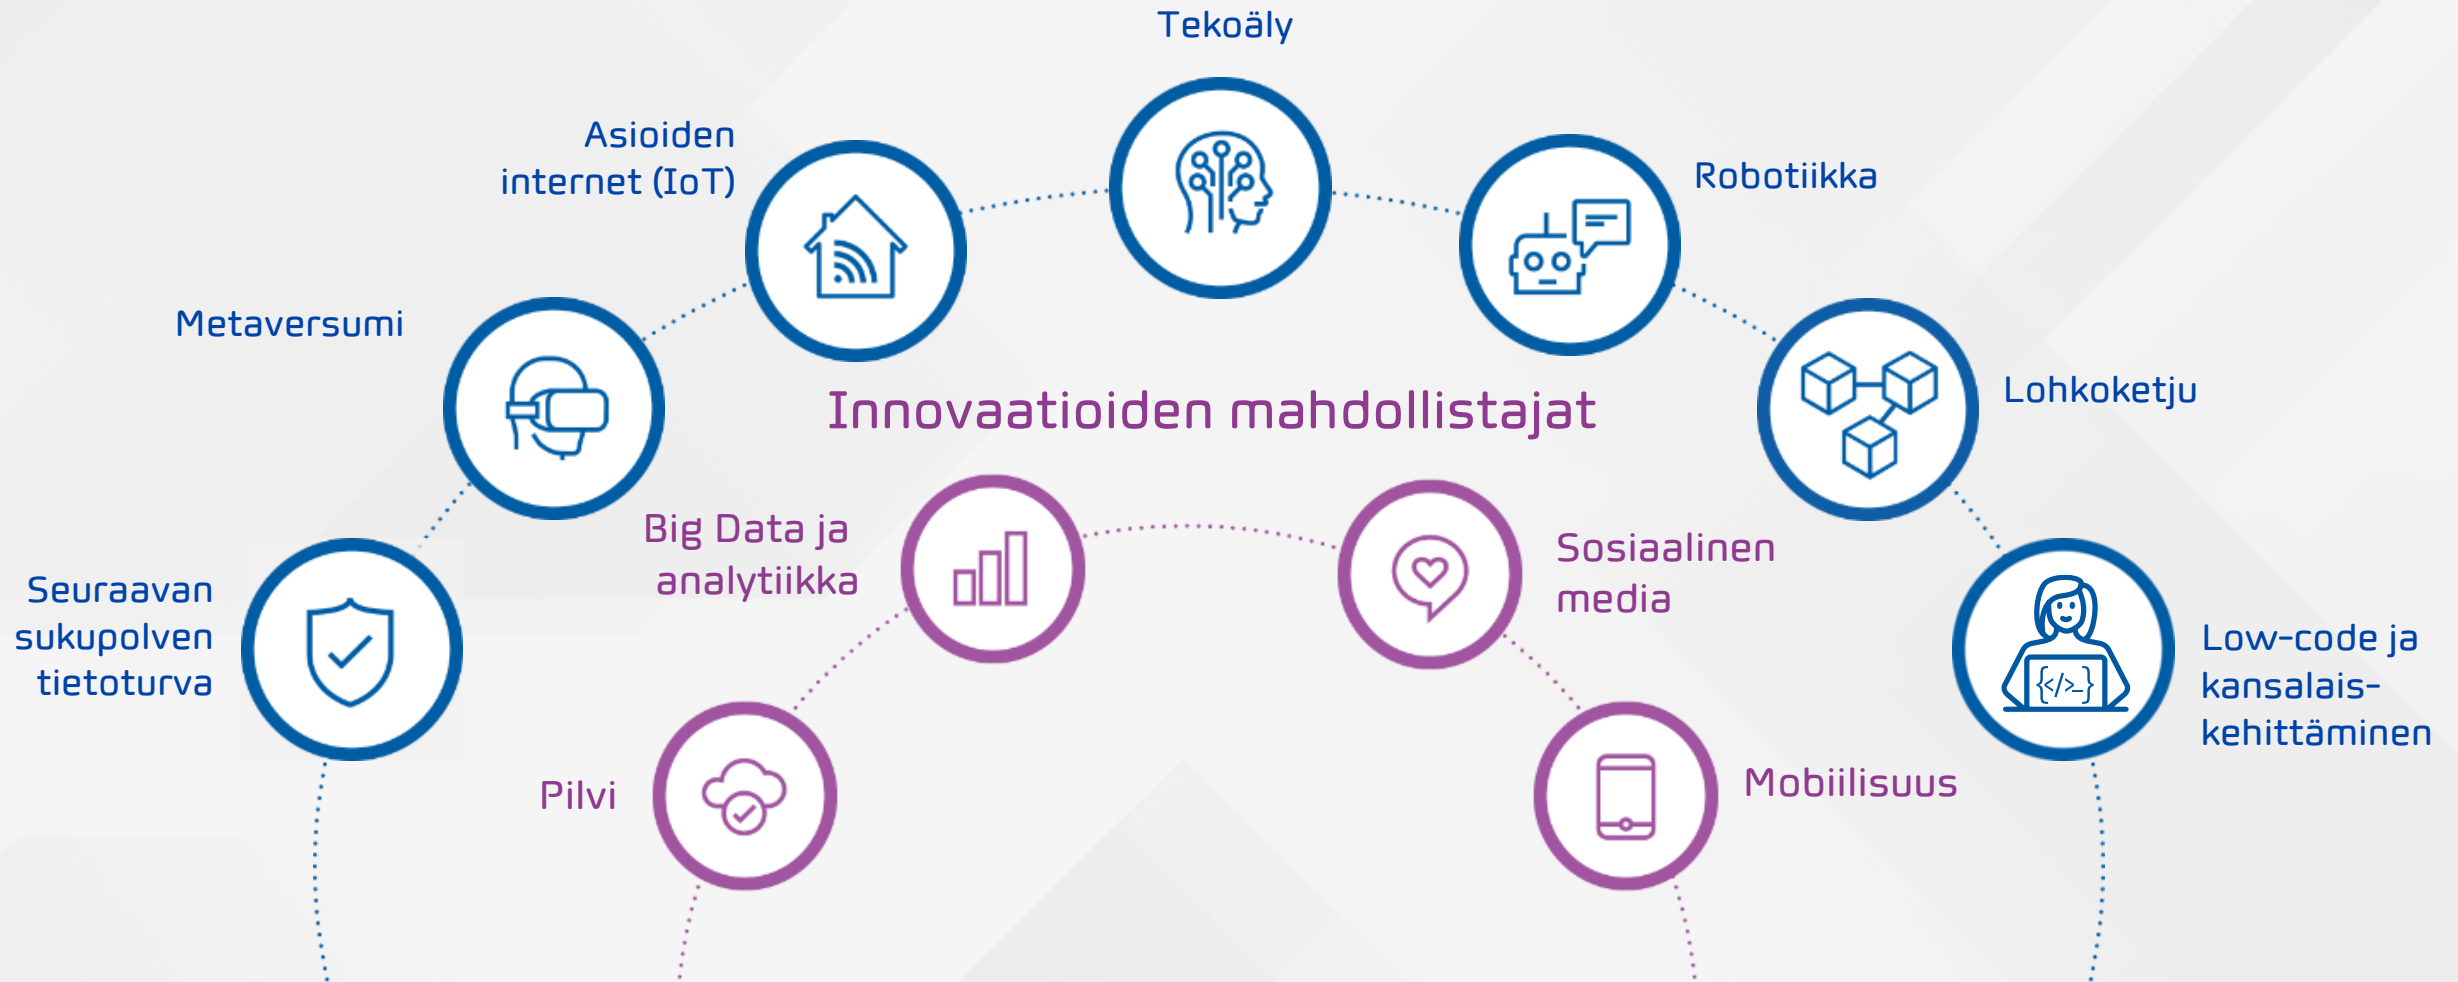 Tekoäly
Asioiden
internet (IoT)
Robotiikka
Metaversumi
Lohkoketju
Innovaatioiden mahdollistajat
Big Data ja
analytiikka
Sosiaalinen
media
Seuraavan
sukupolven
tietoturva
Low-code ja
kansalais-
kehittäminen
{</>_}
Pilvi
Mobiilisuus